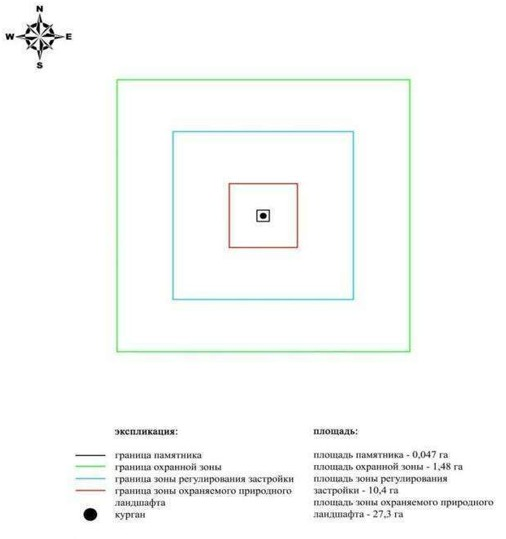 N
W E
S
экспликация:
граница памятника
граница охранной зоны
граница зоны регулирования застройки
граница зоны охраняемого природного
ландшафта
курган
площадь:
площадь памятника - 0,047 га
площадь охранной зоны - 1,48 га
площадь зоны регулирования
застройки - 10,4 га
площадь зоны охраняемого природного
ландшафта - 27,3 га